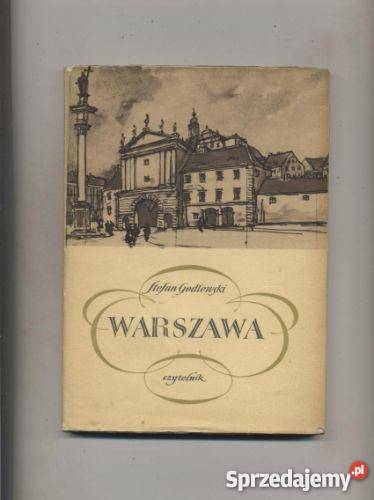 Stefan Godlewski
WARSZAWA
czytelnik
Sprzedajemy.pl